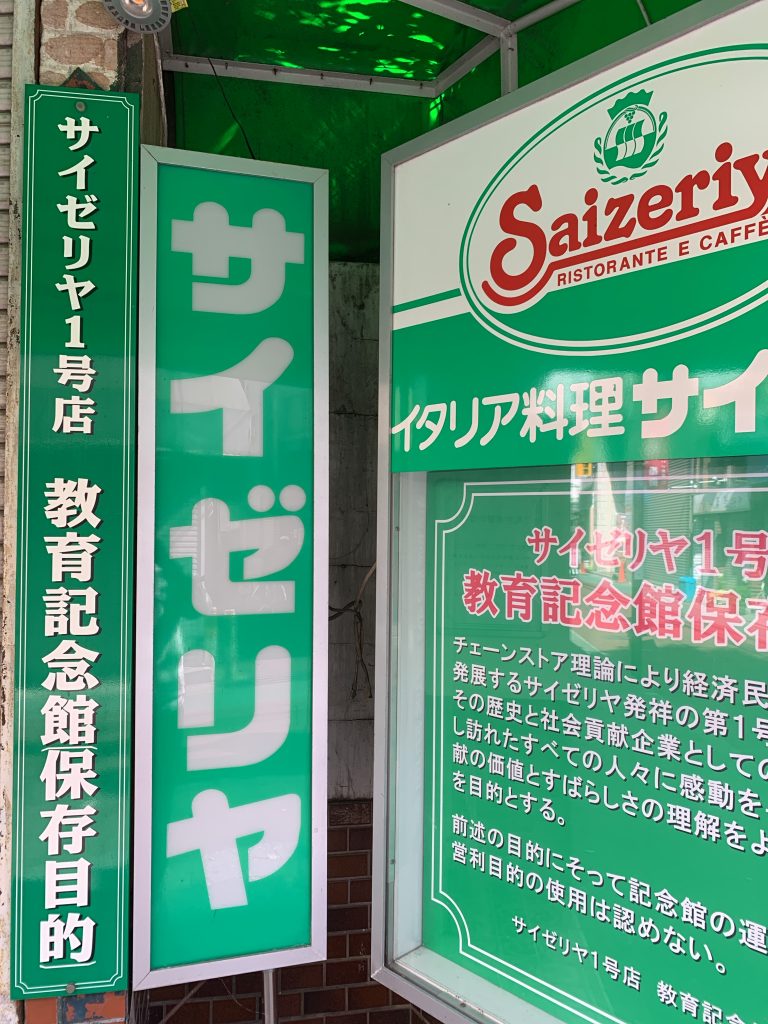 サイゼリヤ1号店 教育記念館保存目的
サイゼリヤ
Saizeriy
RISTORANTE E CAFFÈ
イタリア料理 サイ
サイゼリヤ1号
教育記念館保存
チェーンストア理論により経済民
発展するサイゼリヤ発祥の第1号
その歴史と社会貢献企業としての
し訪れたすべての人々に感動を
献の価値とすばらしさの理解をよ
を目的とする。
前述の目的にそって記念館の運
営利目的の使用は認めない。
サイゼリヤ1号店 教育記念